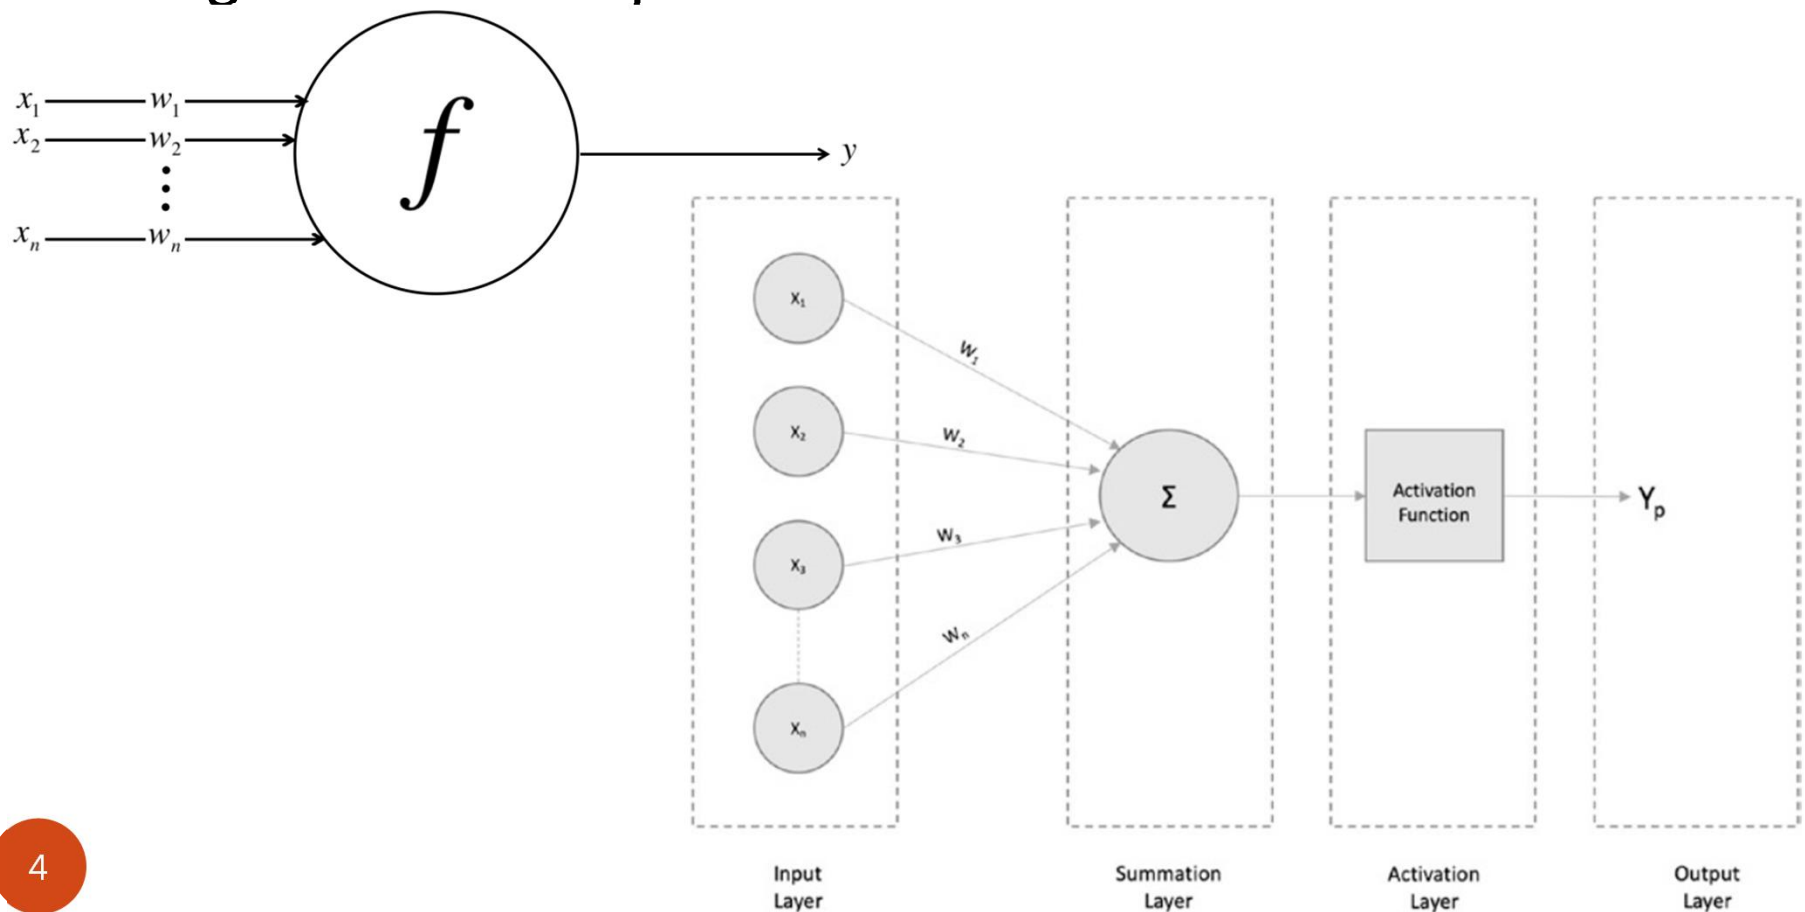 x₁ w₁
x₂ w₂
xₙ wₙ
f
y
X₁
X₂
X₃
Xₙ
W₁
W₂
W₃
Wₙ
Σ
Activation
Function
Yₚ
Input
Layer
Summation
Layer
Activation
Layer
Output
Layer
4